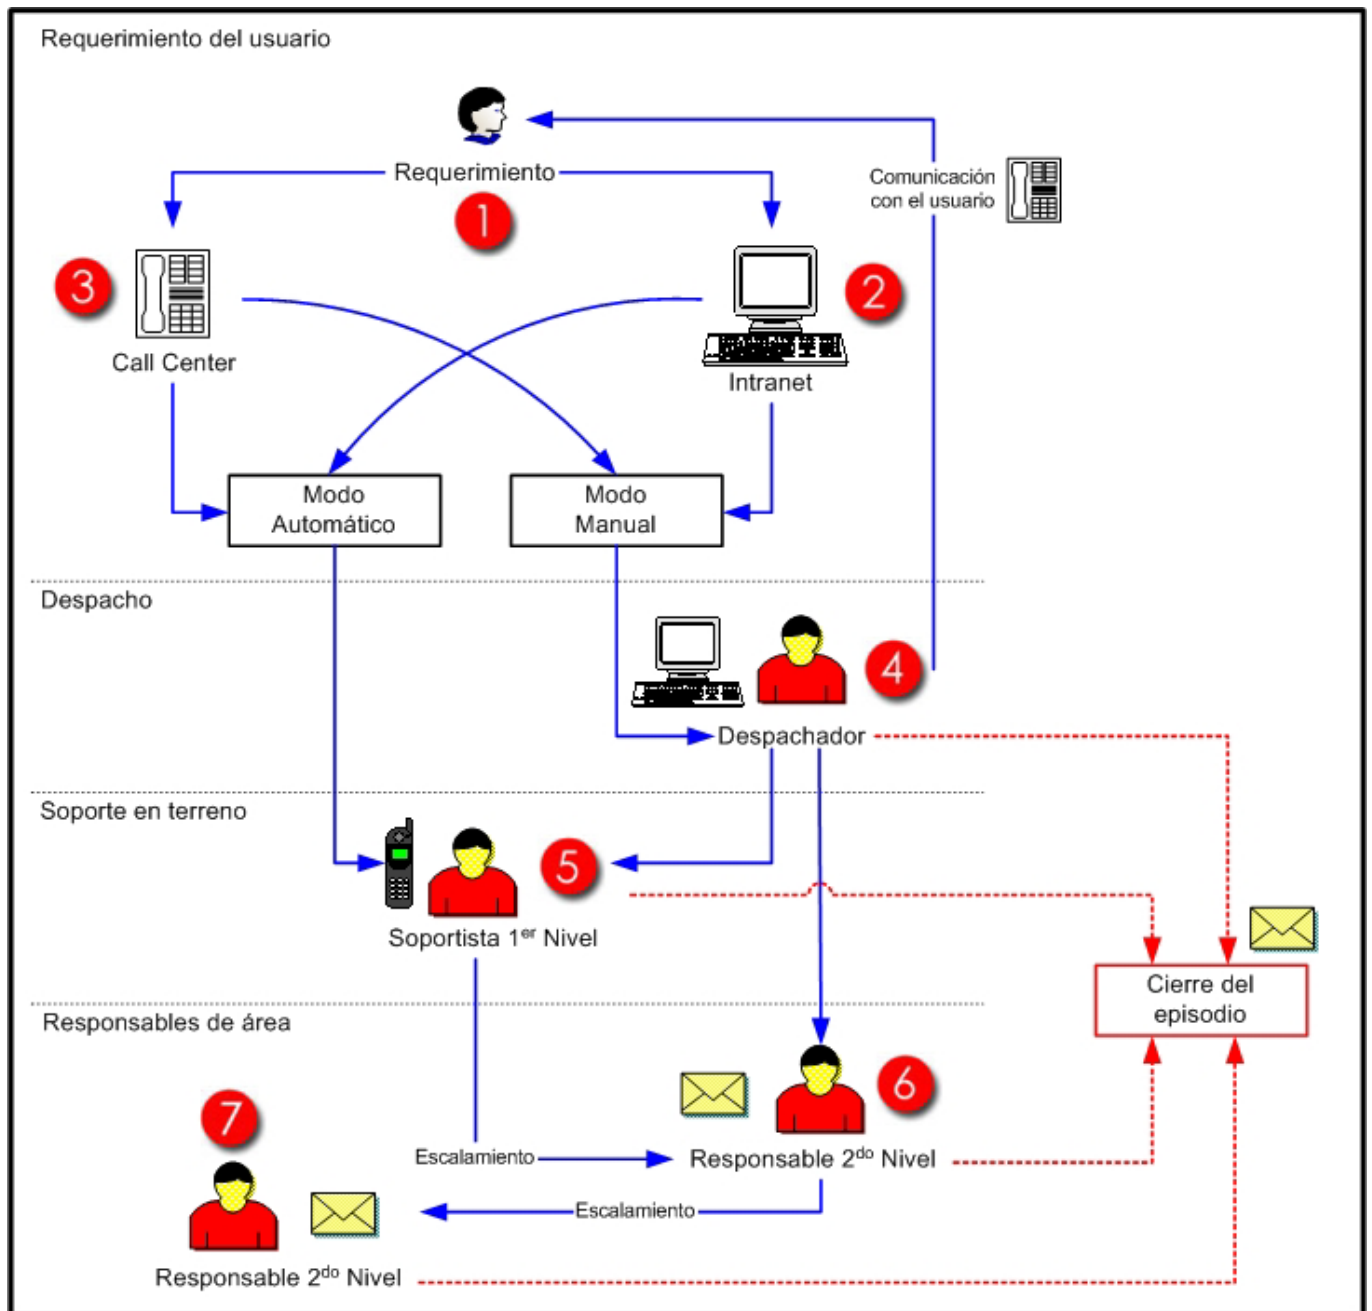 Requerimiento del usuario
Requerimiento
1
Comunicación
con el usuario
3
2
Call Center
Intranet
Modo
Automático
Modo
Manual
Despacho
4
Despachador
Soporte en terreno
5
Soportista 1er Nivel
Cierre del
episodio
Responsables de área
6
7
Escalamiento
Responsable 2do Nivel
Escalamiento
Responsable 2do Nivel